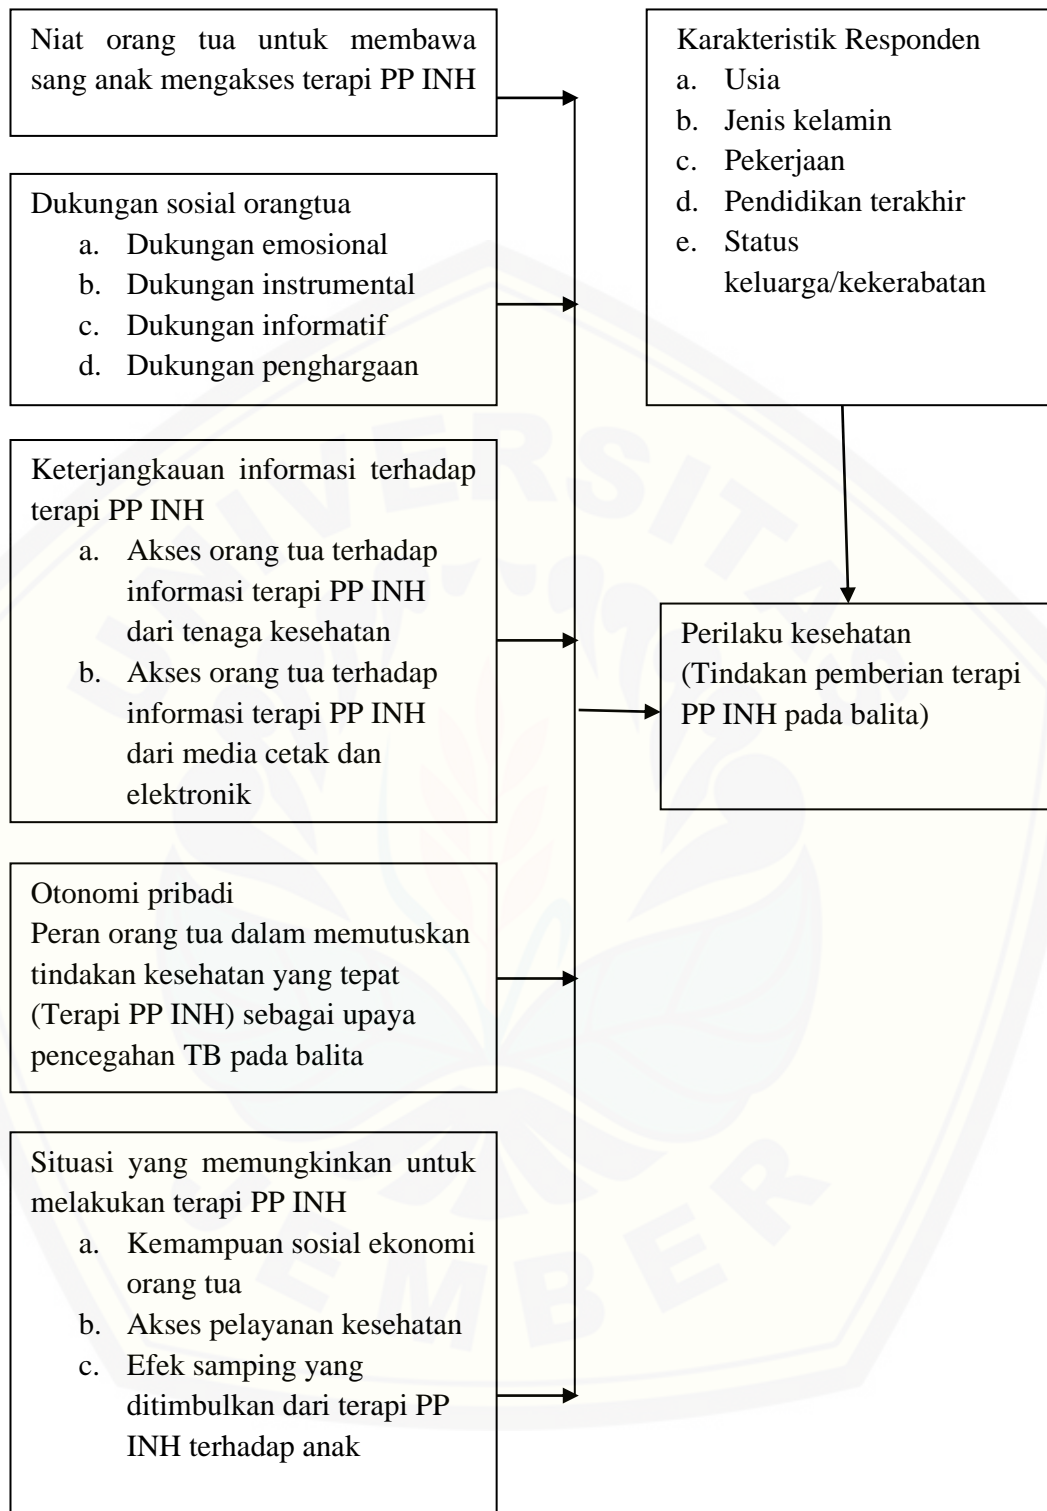 Niat orang tua untuk membawa
sang anak mengakses terapi PP INH
Dukungan sosial orangtua
a. Dukungan emosional
b. Dukungan instrumental
c. Dukungan informatif
d. Dukungan penghargaan
Keterjangkauan informasi terhadap
terapi PP INH
a. Akses orang tua terhadap
informasi terapi PP INH
dari tenaga kesehatan
b. Akses orang tua terhadap
informasi terapi PP INH
dari media cetak dan
elektronik
Otonomi pribadi
Peran orang tua dalam memutuskan
tindakan kesehatan yang tepat
(Terapi PP INH) sebagai upaya
pencegahan TB pada balita
Situasi yang memungkinkan untuk
melakukan terapi PP INH
a. Kemampuan sosial ekonomi
orang tua
b. Akses pelayanan kesehatan
c. Efek samping yang
ditimbulkan dari terapi PP
INH terhadap anak
Karakteristik Responden
a. Usia
b. Jenis kelamin
c. Pekerjaan
d. Pendidikan terakhir
e. Status
keluarga/kekerabatan
Perilaku kesehatan
(Tindakan pemberian terapi
PP INH pada balita)
UNIVERSITAS
JEMBER